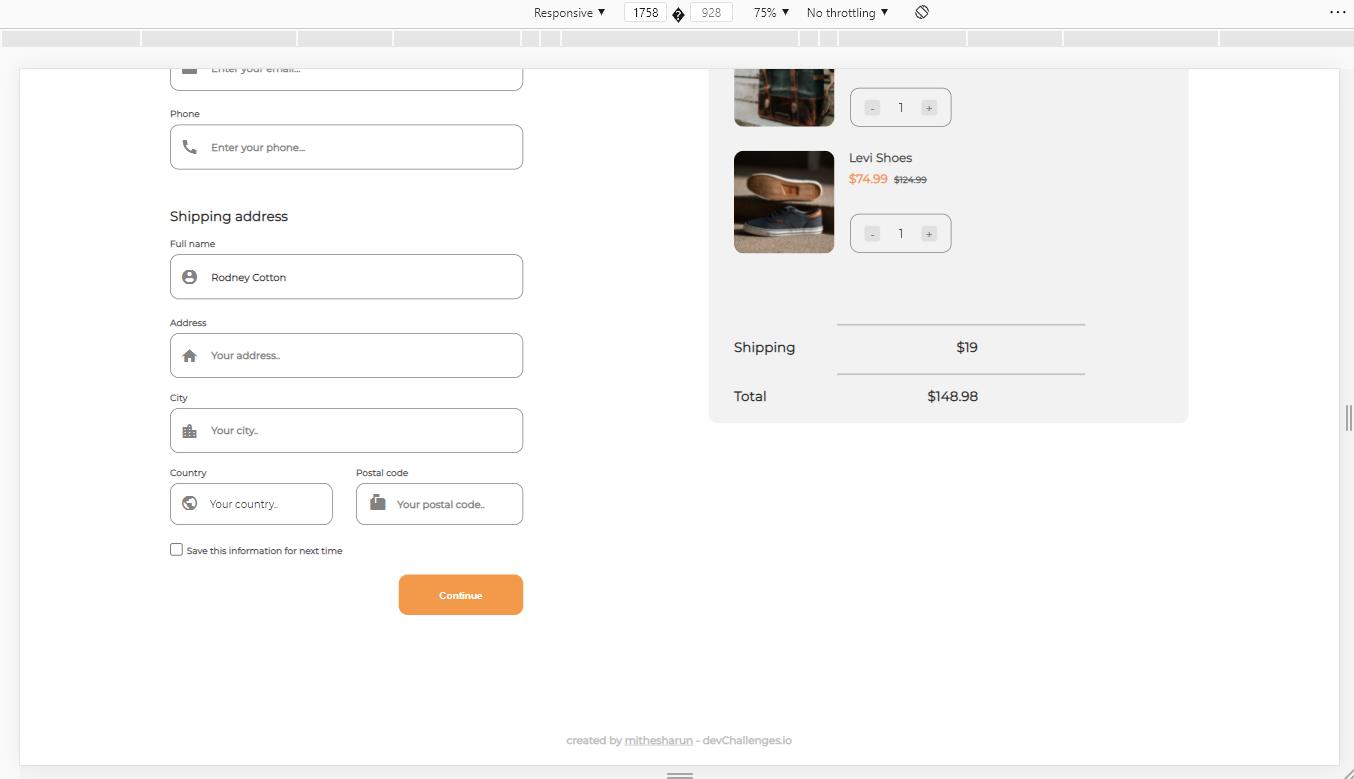 Responsive ▼ 1758 � 928 75% ▼ No throttling ▼
Enter your email...
Phone
Enter your phone...
Shipping address
Full name
Rodney Cotton
Address
Your address..
City
Your city..
Country Postal code
Your country.. Your postal code..
Save this information for next time
Continue
- 1 +
Levi Shoes
$74.99 $124.99
- 1 +
Shipping $19
Total $148.98
created by mithesharun - devChallenges.io